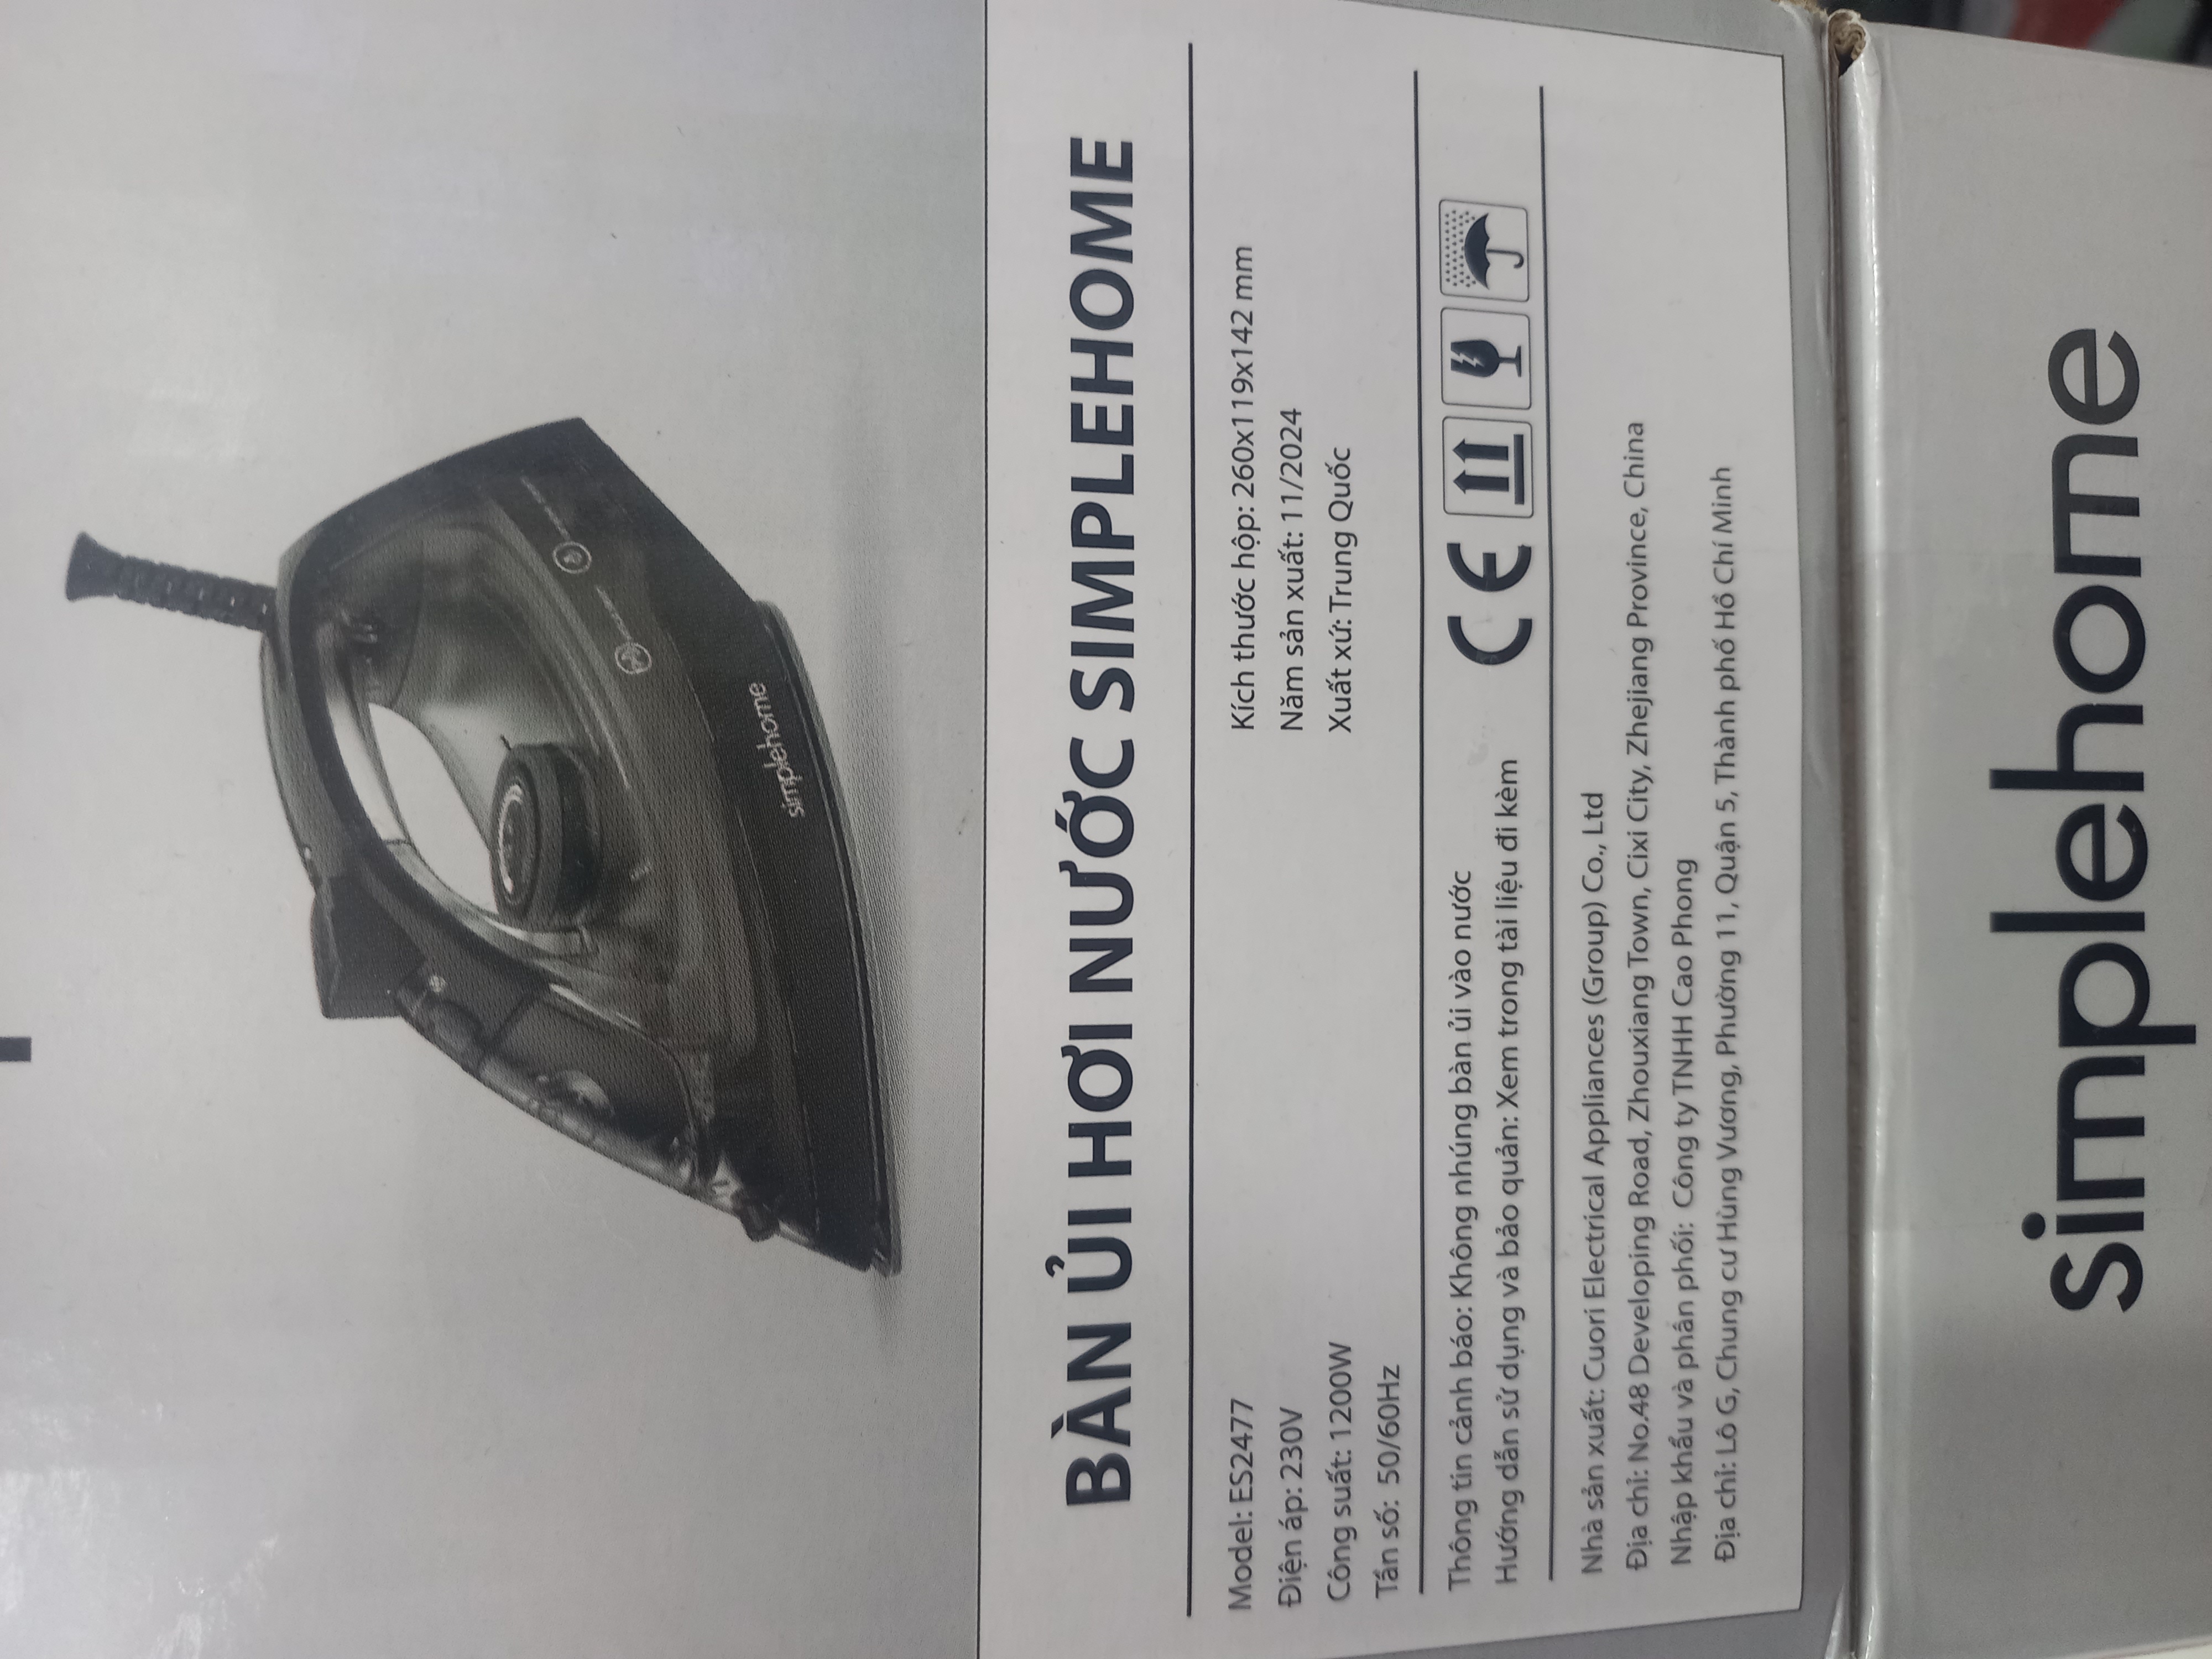 simplehome
BÀN ỦI HƠI NƯỚC SIMPLEHOME
Model: ES2477
Điện áp: 230V
Công suất: 1200W
Tần số: 50/60Hz
Kích thước hộp: 260x119x142 mm
Năm sản xuất: 11/2024
Xuất xứ: Trung Quốc
Thông tin cảnh báo: Không nhúng bàn ủi vào nước
Hướng dẫn sử dụng và bảo quản: Xem trong tài liệu đi kèm
CE
Nhà sản xuất: Cuori Electrical Appliances (Group) Co., Ltd
Địa chỉ: No.48 Developing Road, Zhouxiang Town, Cixi City, Zhejiang Province, China
Nhập khẩu và phân phối: Công ty TNHH Cao Phong
Địa chỉ: Lô G, Chung cư Hùng Vương, Phường 11, Quận 5, Thành phố Hồ Chí Minh
simplehome